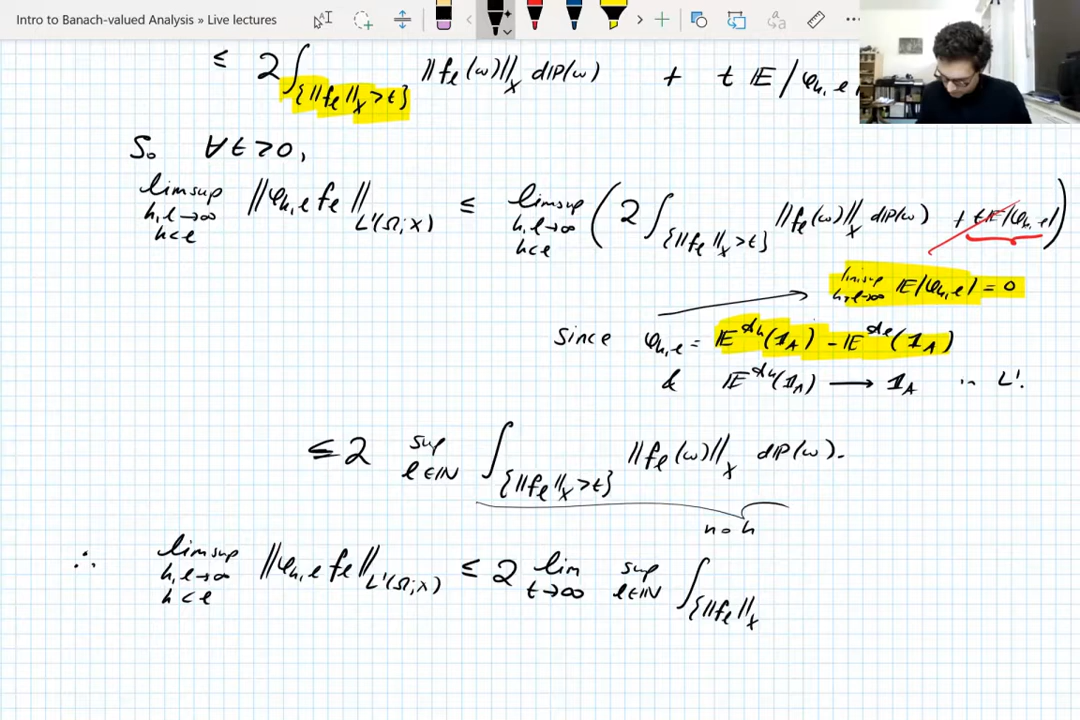 Intro to Banach-valued Analysis » Live lectures
≤ 2 ∫_{{‖f_ℓ‖_X > t}} ‖f_ℓ(ω)‖_X dℙ(ω) + t 𝔼|φ_{k,ℓ}
So ∀t>0,
limsup_{k,ℓ→∞, k<ℓ} ‖φ_{k,ℓ} f_ℓ‖_{L¹(Ω;X)} ≤ limsup_{k,ℓ→∞, k<ℓ} ( 2 ∫_{{‖f_ℓ‖_X > t}} ‖f_ℓ(ω)‖_X dℙ(ω) + t𝔼|φ_{k,ℓ}| )
limsup_{k,ℓ→∞} 𝔼|φ_{k,ℓ}| = 0
Since φ_{k,ℓ} = 𝔼^{𝒜_k}(𝟙_A) - 𝔼^{𝒜_ℓ}(𝟙_A)
& 𝔼^{𝒜_k}(𝟙_A) → 𝟙_A in L¹.
≤ 2 sup_{ℓ∈ℕ} ∫_{{‖f_ℓ‖_X > t}} ‖f_ℓ(ω)‖_X dℙ(ω).
no k
∴ limsup_{k,ℓ→∞, k<ℓ} ‖φ_{k,ℓ} f_ℓ‖_{L¹(Ω;X)} ≤ 2 lim_{t→∞} sup_{ℓ∈ℕ} ∫_{{‖f_ℓ‖_X